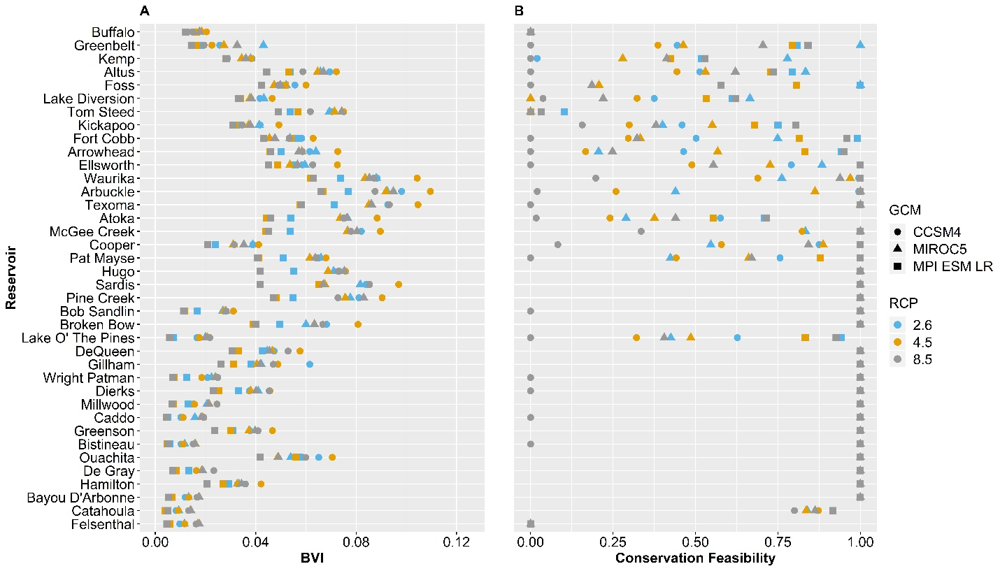 A
B
Reservoir
Buffalo
Greenbelt
Kemp
Altus
Foss
Lake Diversion
Tom Steed
Kickapoo
Fort Cobb
Arrowhead
Ellsworth
Waurika
Arbuckle
Texoma
Atoka
McGee Creek
Cooper
Pat Mayse
Hugo
Sardis
Pine Creek
Bob Sandlin
Broken Bow
Lake O' The Pines
DeQueen
Gillham
Wright Patman
Dierks
Millwood
Caddo
Greenson
Bistineau
Ouachita
De Gray
Hamilton
Bayou D'Arbonne
Catahoula
Felsenthal
0.00 0.04 0.08 0.12
BVI
0.00 0.25 0.50 0.75 1.00
Conservation Feasibility
GCM
CCSM4
MIROC5
MPI ESM LR
RCP
2.6
4.5
8.5